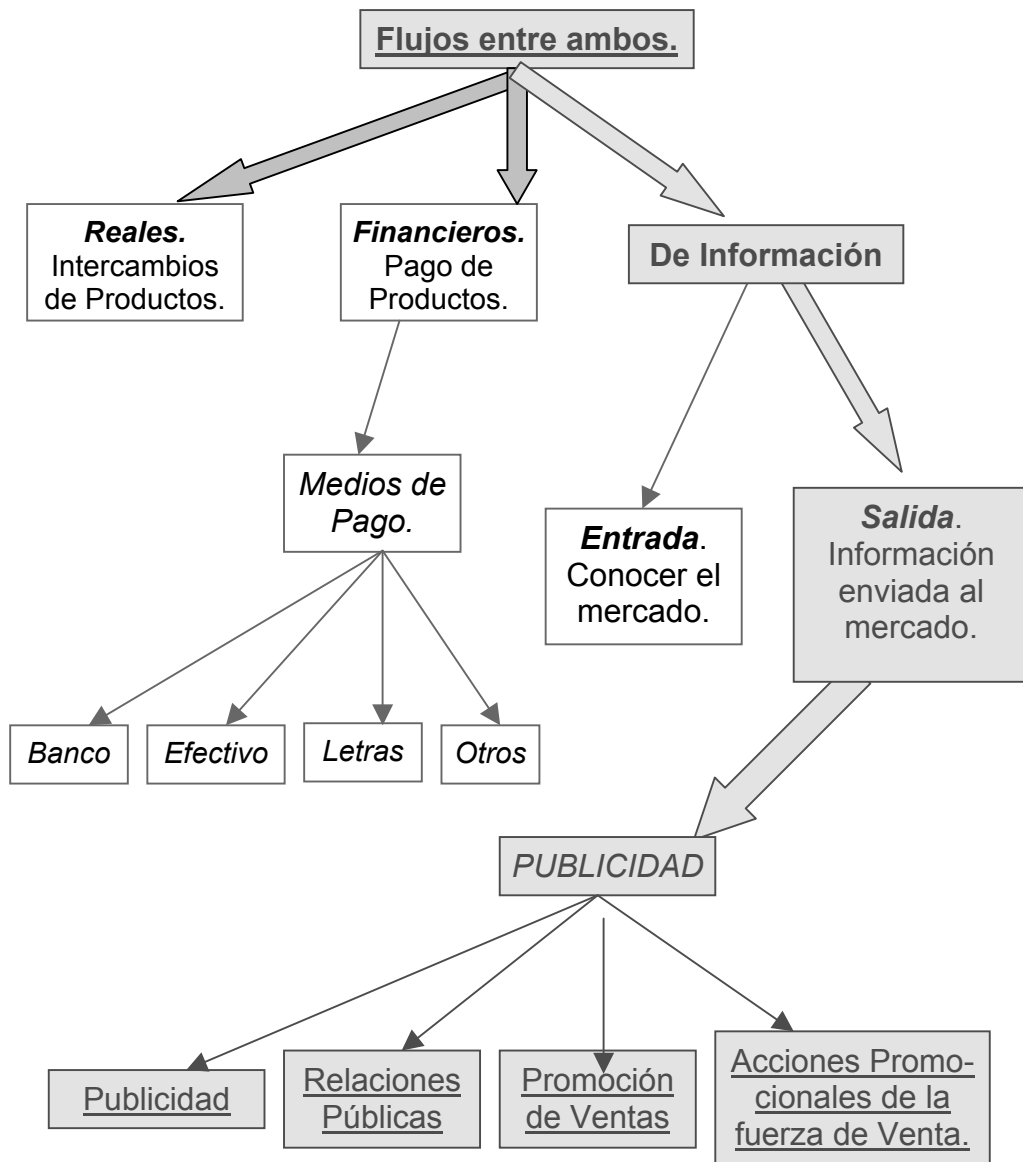 Flujos entre ambos.
Reales.
Intercambios
de Productos.
Financieros.
Pago de
Productos.
De Información
Medios de
Pago.
Entrada.
Conocer el
mercado.
Salida.
Información
enviada al
mercado.
Banco
Efectivo
Letras
Otros
PUBLICIDAD
Publicidad
Relaciones
Públicas
Promoción
de Ventas
Acciones Promo-
cionales de la
fuerza de Venta.